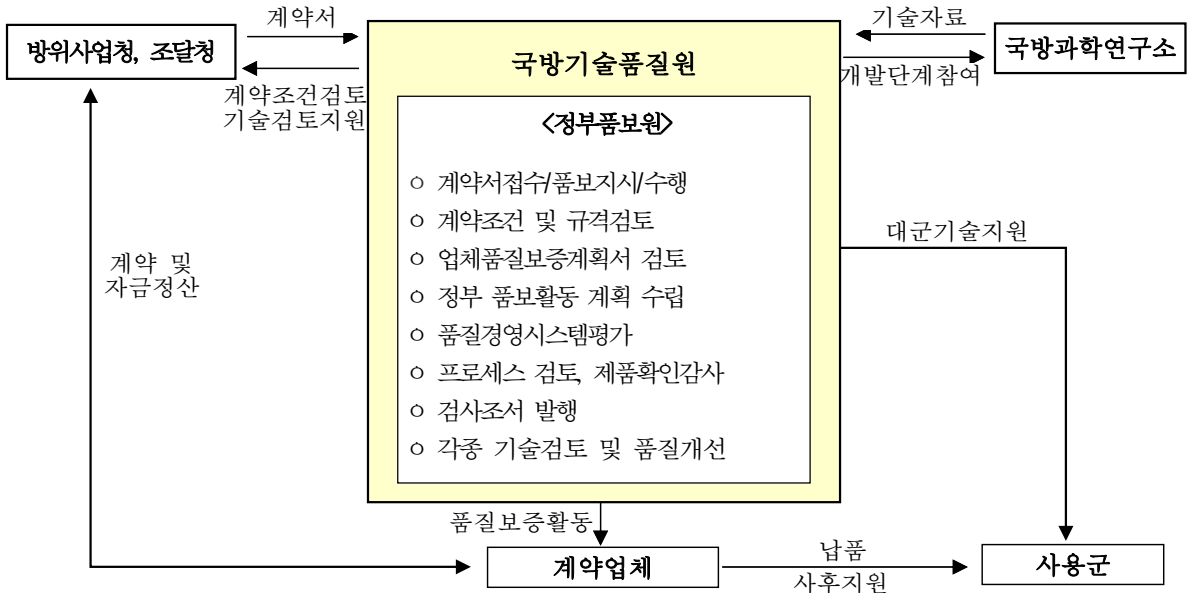 계약서
기술자료
방위사업청, 조달청
국방기술품질원
국방과학연구소
계약조건검토
기술검토지원
개발단계참여
<정부품보원>
ㅇ 계약서접수/품보지시/수행
ㅇ 계약조건 및 규격검토
ㅇ 업체품질보증계획서 검토
ㅇ 정부 품보활동 계획 수립
ㅇ 품질경영시스템평가
ㅇ 프로세스 검토, 제품확인감사
ㅇ 검사조서 발행
ㅇ 각종 기술검토 및 품질개선
대군기술지원
계약 및
자금정산
품질보증활동
계약업체
납품
사후지원
사용군